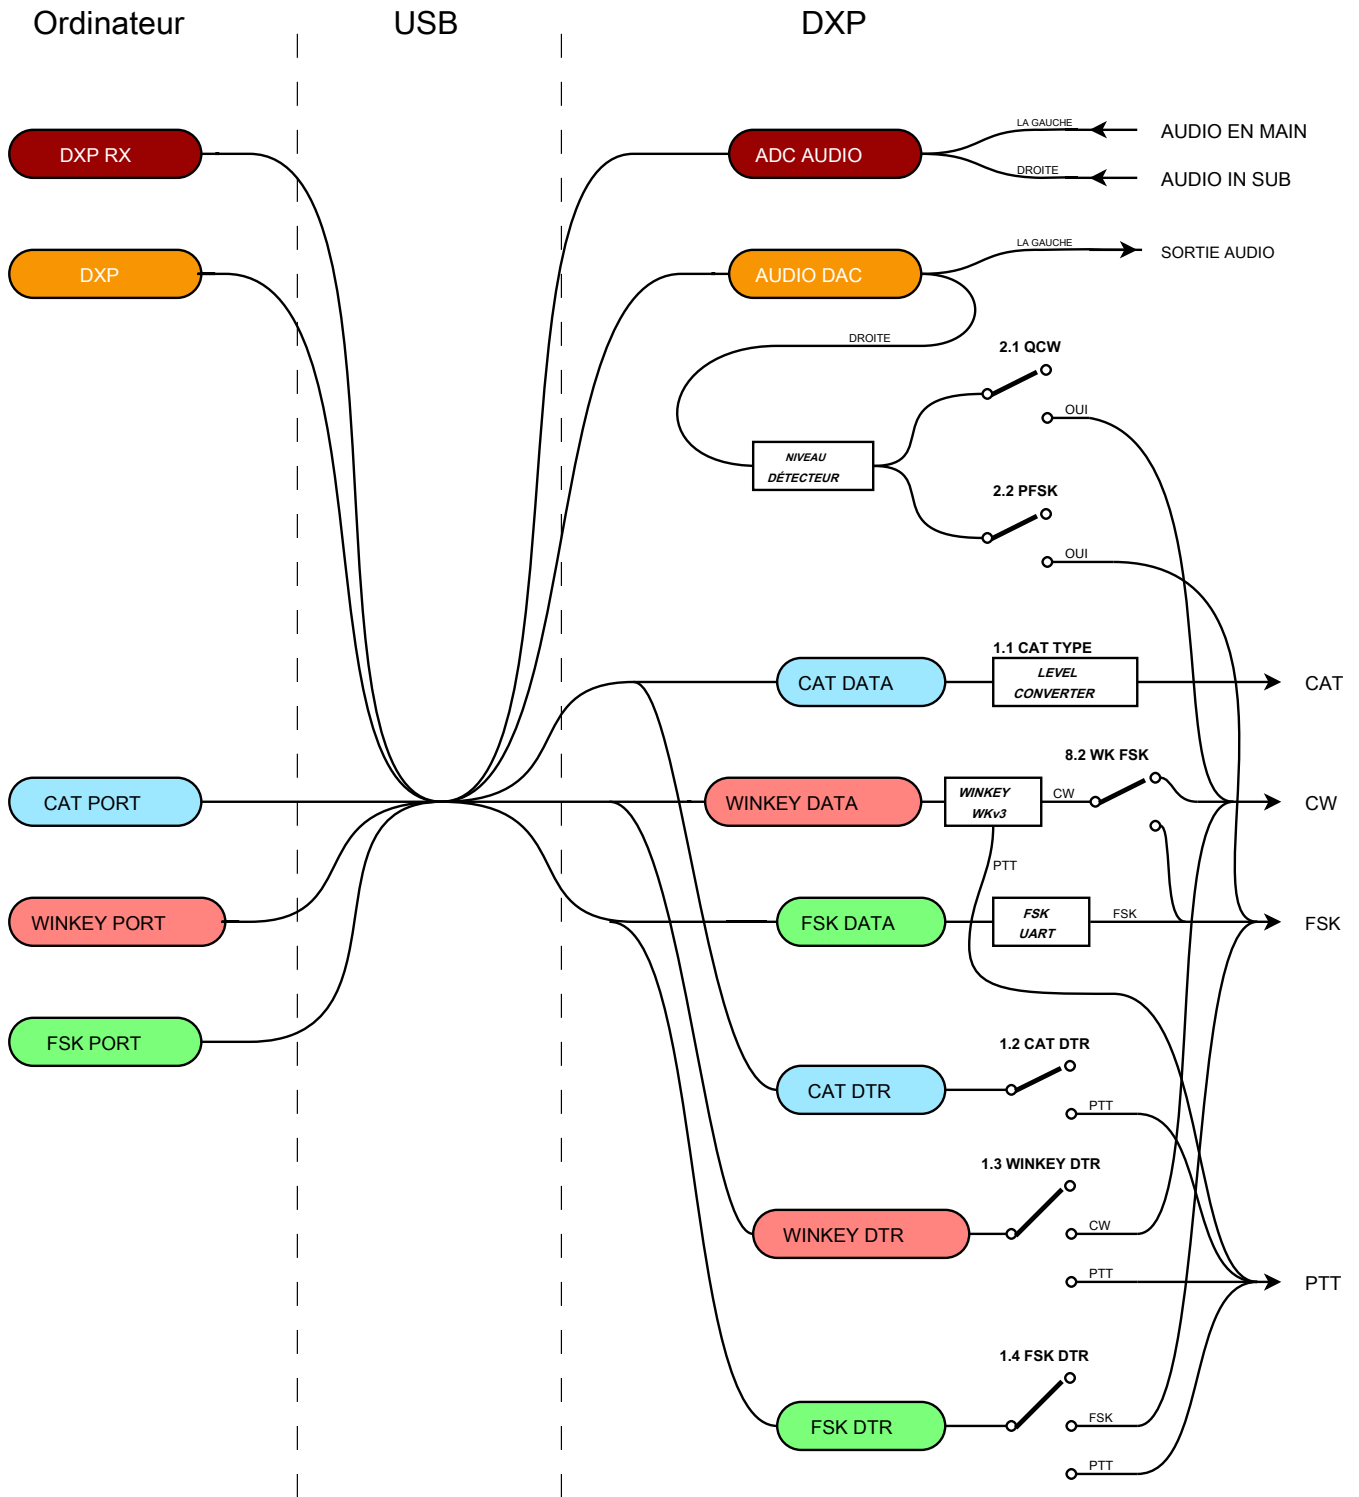 Ordinateur
USB
DXP
DXP RX
ADC AUDIO
LA GAUCHE
AUDIO EN MAIN
DROITE
AUDIO IN SUB
DXP
AUDIO DAC
LA GAUCHE
SORTIE AUDIO
DROITE
2.1 QCW
OUI
NIVEAU
DÉTECTEUR
2.2 PFSK
OUI
1.1 CAT TYPE
CAT DATA
LEVEL
CONVERTER
CAT
8.2 WK FSK
CAT PORT
WINKEY DATA
WINKEY
WKv3
CW
CW
PTT
WINKEY PORT
FSK DATA
FSK
UART
FSK
FSK
FSK PORT
1.2 CAT DTR
CAT DTR
PTT
1.3 WINKEY DTR
WINKEY DTR
CW
PTT
PTT
1.4 FSK DTR
FSK DTR
FSK
PTT